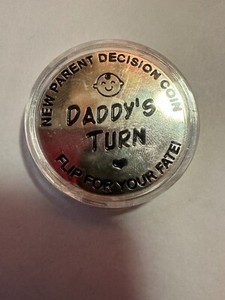 NEW PARENT DECISION COIN
DADDY'S
TURN
FLIP FOR YOUR FATE!